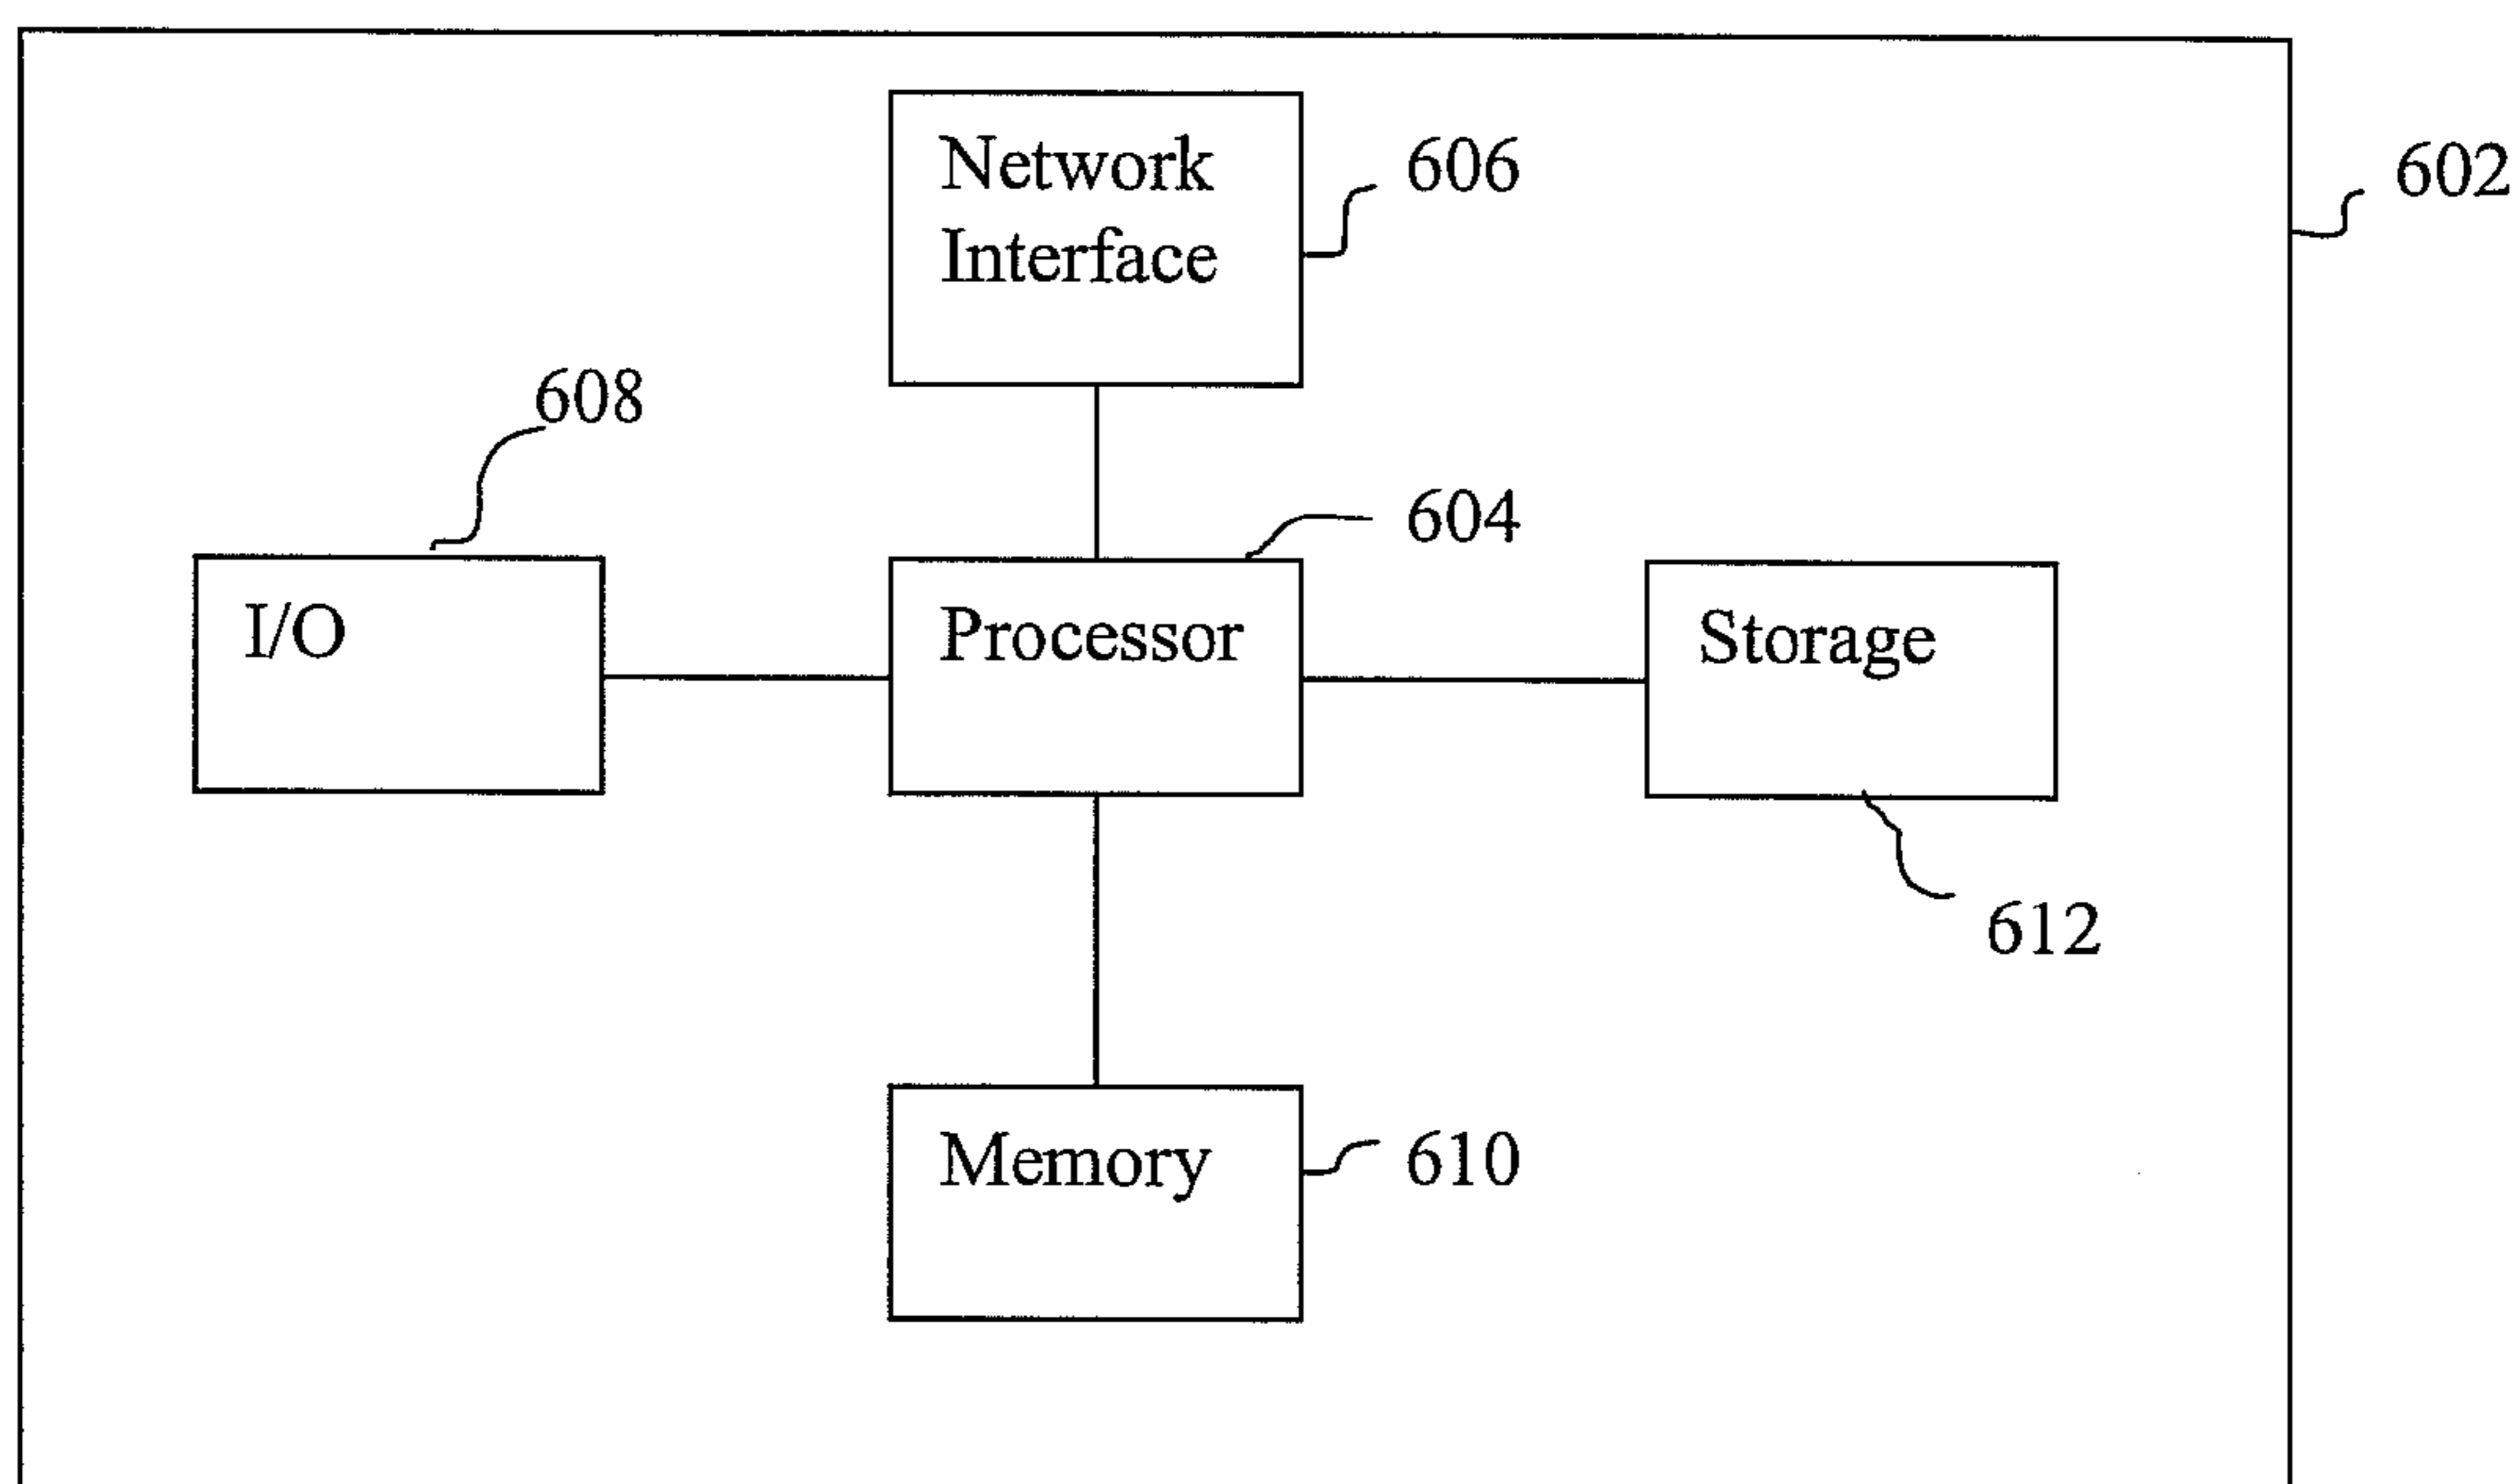 Network
Interface
606
602
608
604
I/O
Processor
Storage
612
Memory
610